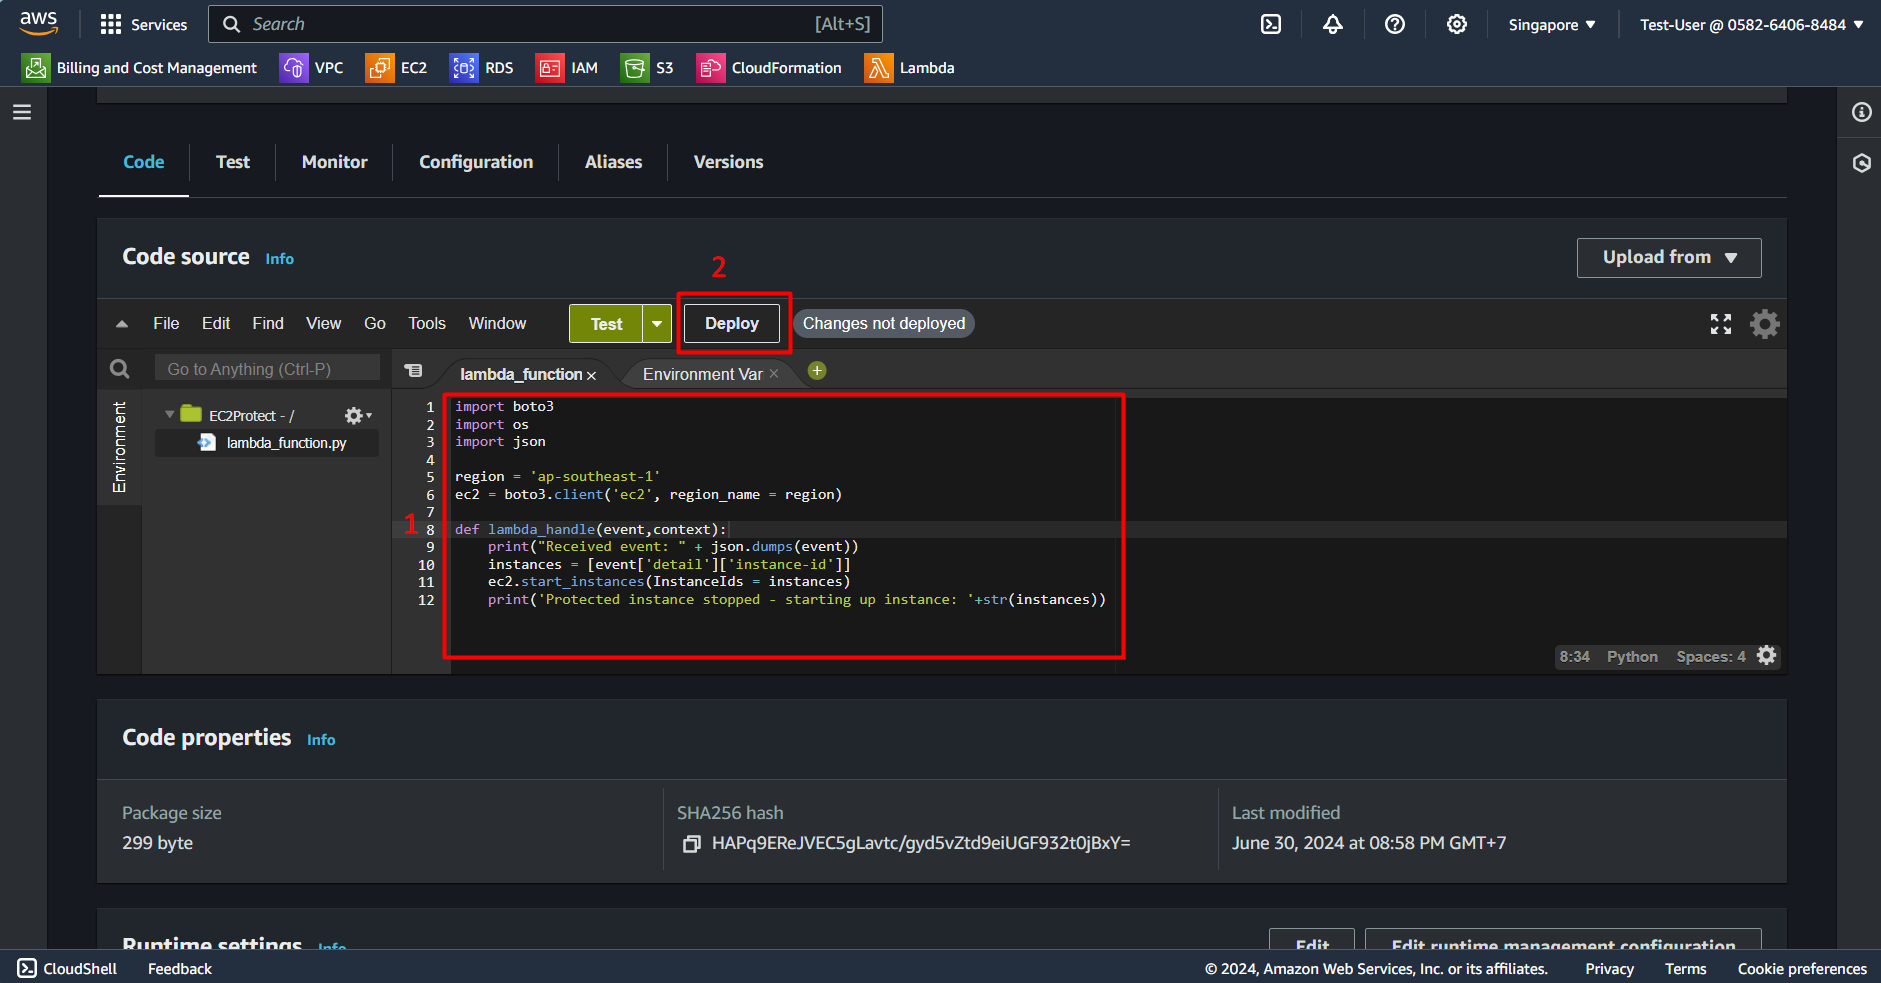 aws Services Search [Alt+S] Singapore Test-User @ 0582-6406-8484
Billing and Cost Management VPC EC2 RDS IAM S3 CloudFormation Lambda
Code Test Monitor Configuration Aliases Versions
Code source Info
Upload from
2
File Edit Find View Go Tools Window Test Deploy Changes not deployed
Go to Anything (Ctrl-P)
lambda_function × Environment Var ×
Environment
EC2Protect - /
lambda_function.py
1
1 import boto3
2 import os
3 import json
4
5 region = 'ap-southeast-1'
6 ec2 = boto3.client('ec2', region_name = region)
7
8 def lambda_handle(event,context):
9     print("Received event: " + json.dumps(event))
10     instances = [event['detail']['instance-id']]
11     ec2.start_instances(InstanceIds = instances)
12     print('Protected instance stopped - starting up instance: '+str(instances))
8:34 Python Spaces: 4
Code properties Info
Package size
299 byte
SHA256 hash
HAPq9EReJVEC5gLavtc/gyd5vZtd9eiUGF932t0jBxY=
Last modified
June 30, 2024 at 08:58 PM GMT+7
Runtime settings Info
Edit Edit runtime management configuration
CloudShell Feedback © 2024, Amazon Web Services, Inc. or its affiliates. Privacy Terms Cookie preferences